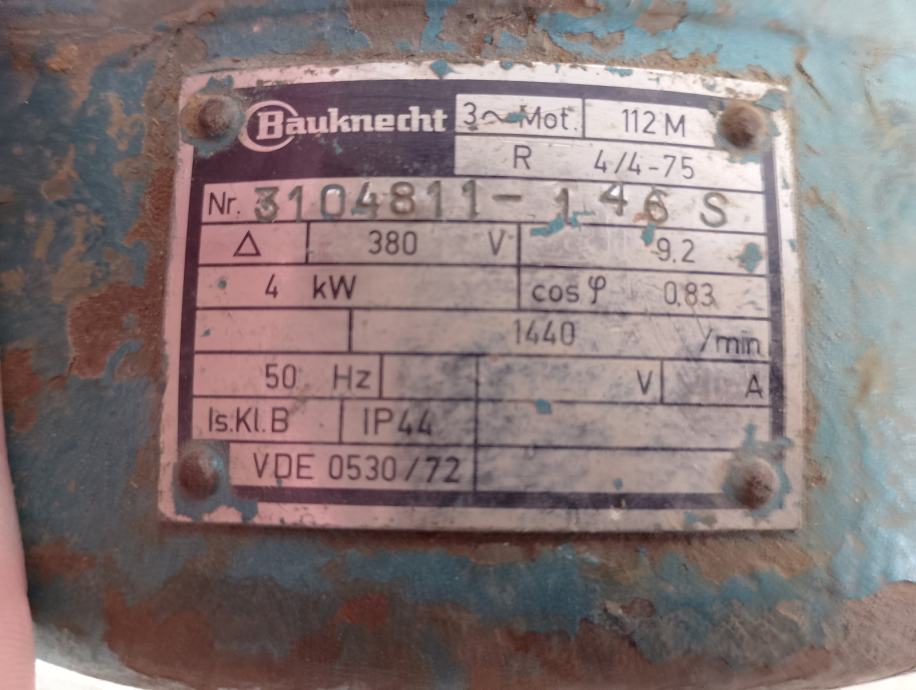 Bauknecht 3~Mot. 112 M
R 4/4-75
Nr. 3104811-146 S
Δ 380 V 9.2
4 kW cos φ 0.83
1440 /min
50 Hz V A
Is.Kl.B IP44
VDE 0530/72